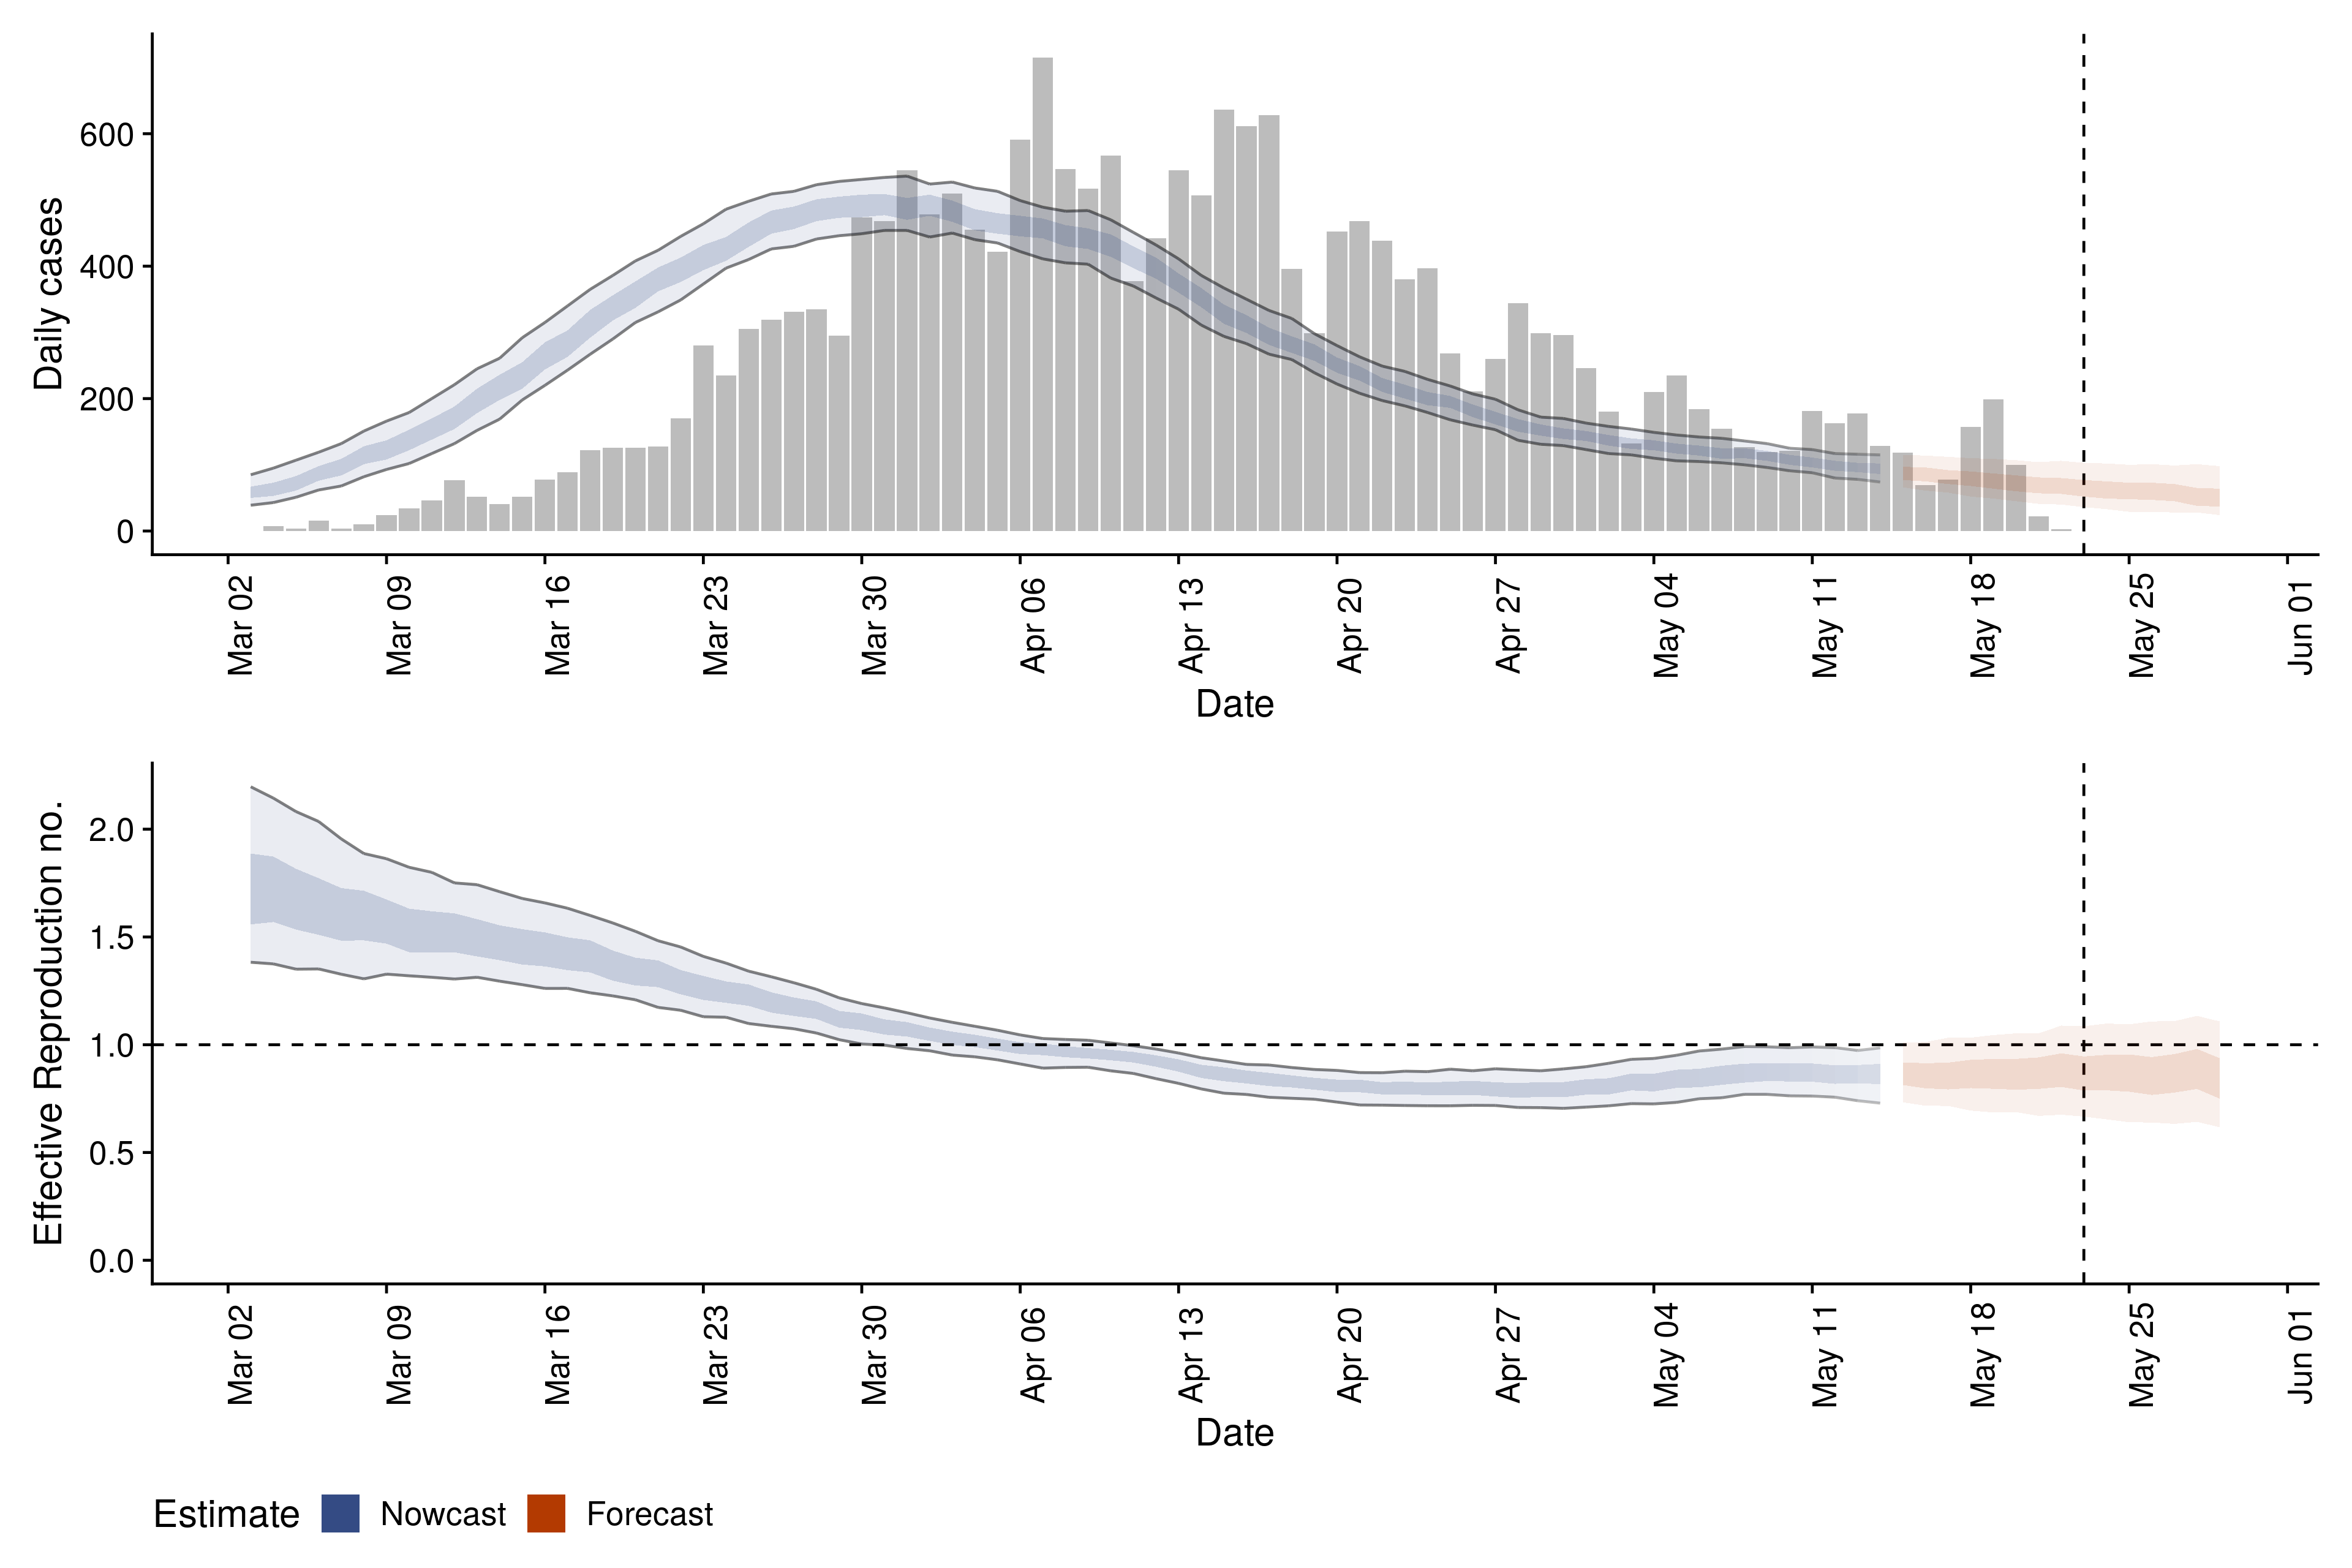 Daily cases
600
400
200
0
Mar 02 Mar 09 Mar 16 Mar 23 Mar 30 Apr 06 Apr 13 Apr 20 Apr 27 May 04 May 11 May 18 May 25 Jun 01
Date
Effective Reproduction no.
2.0
1.5
1.0
0.5
0.0
Mar 02 Mar 09 Mar 16 Mar 23 Mar 30 Apr 06 Apr 13 Apr 20 Apr 27 May 04 May 11 May 18 May 25 Jun 01
Date
Estimate Nowcast Forecast